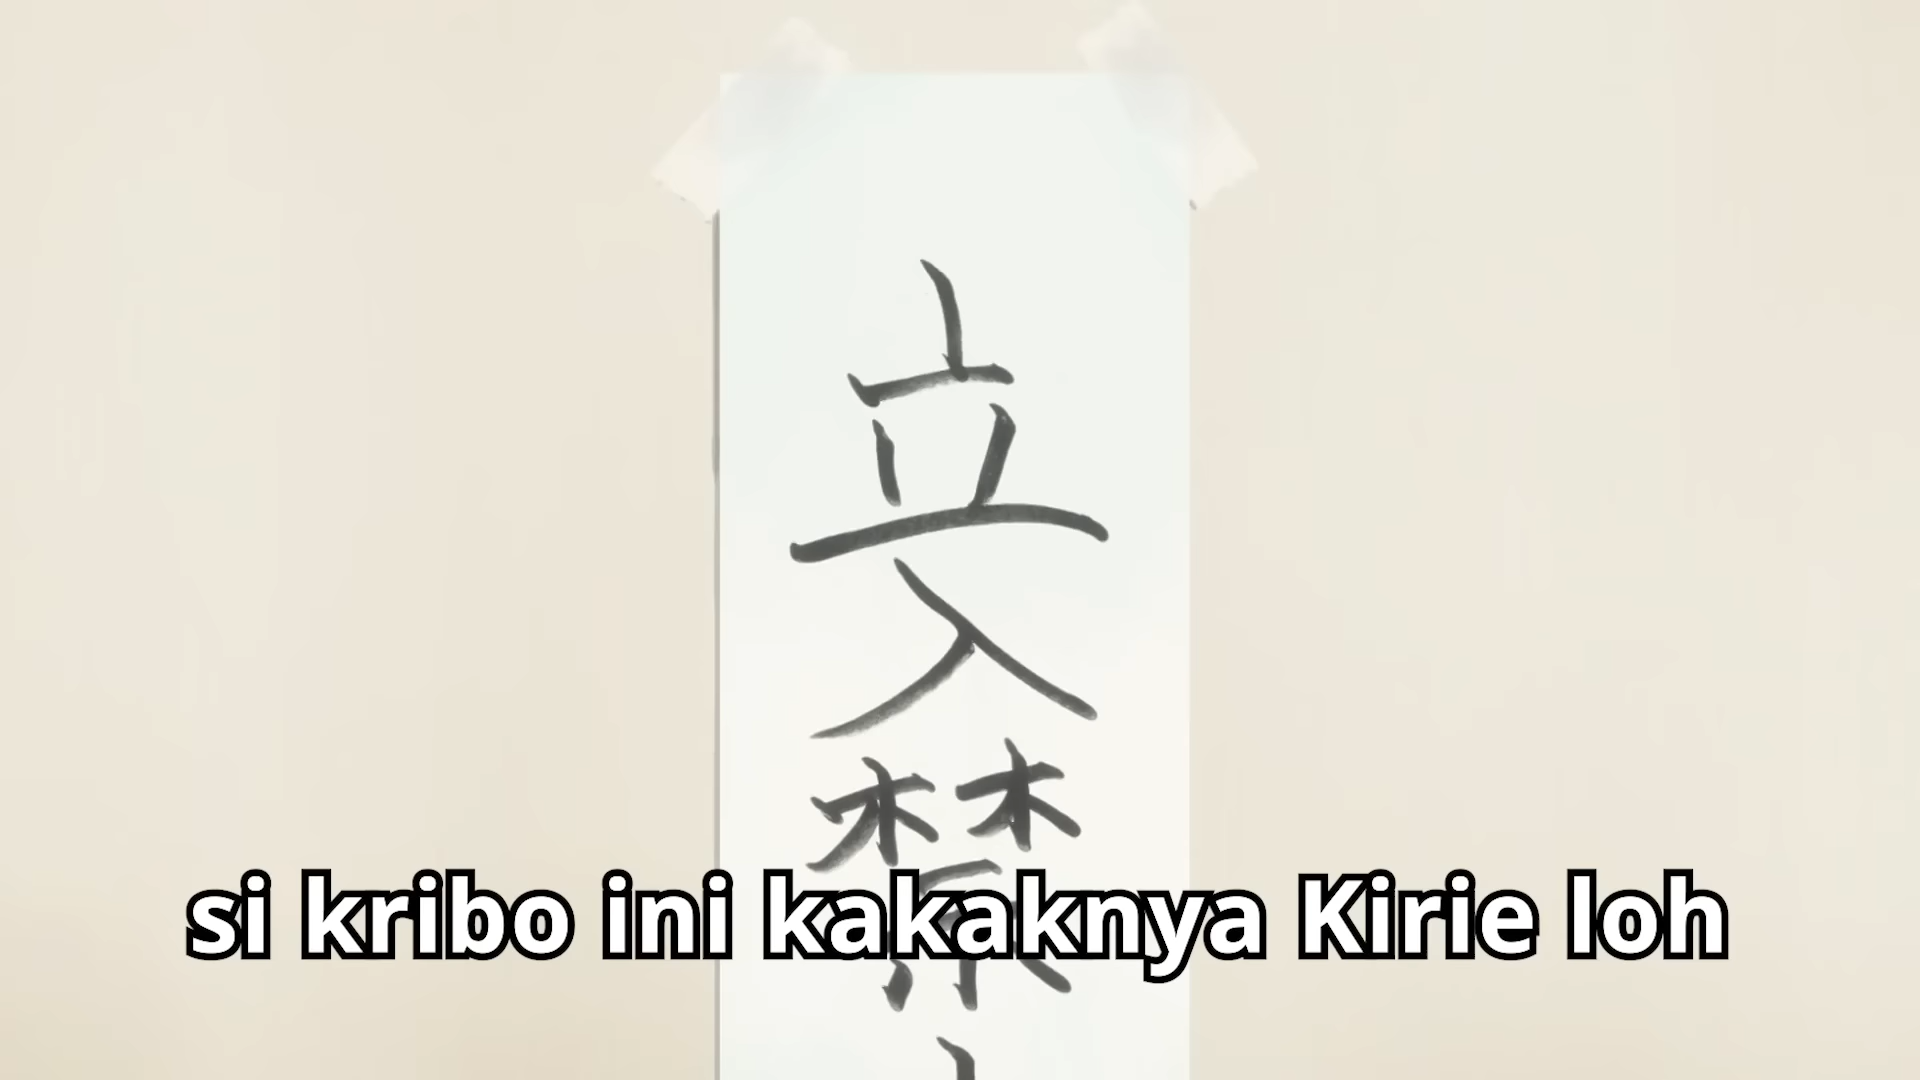 立入禁
si kribo ini kakaknya Kirie loh